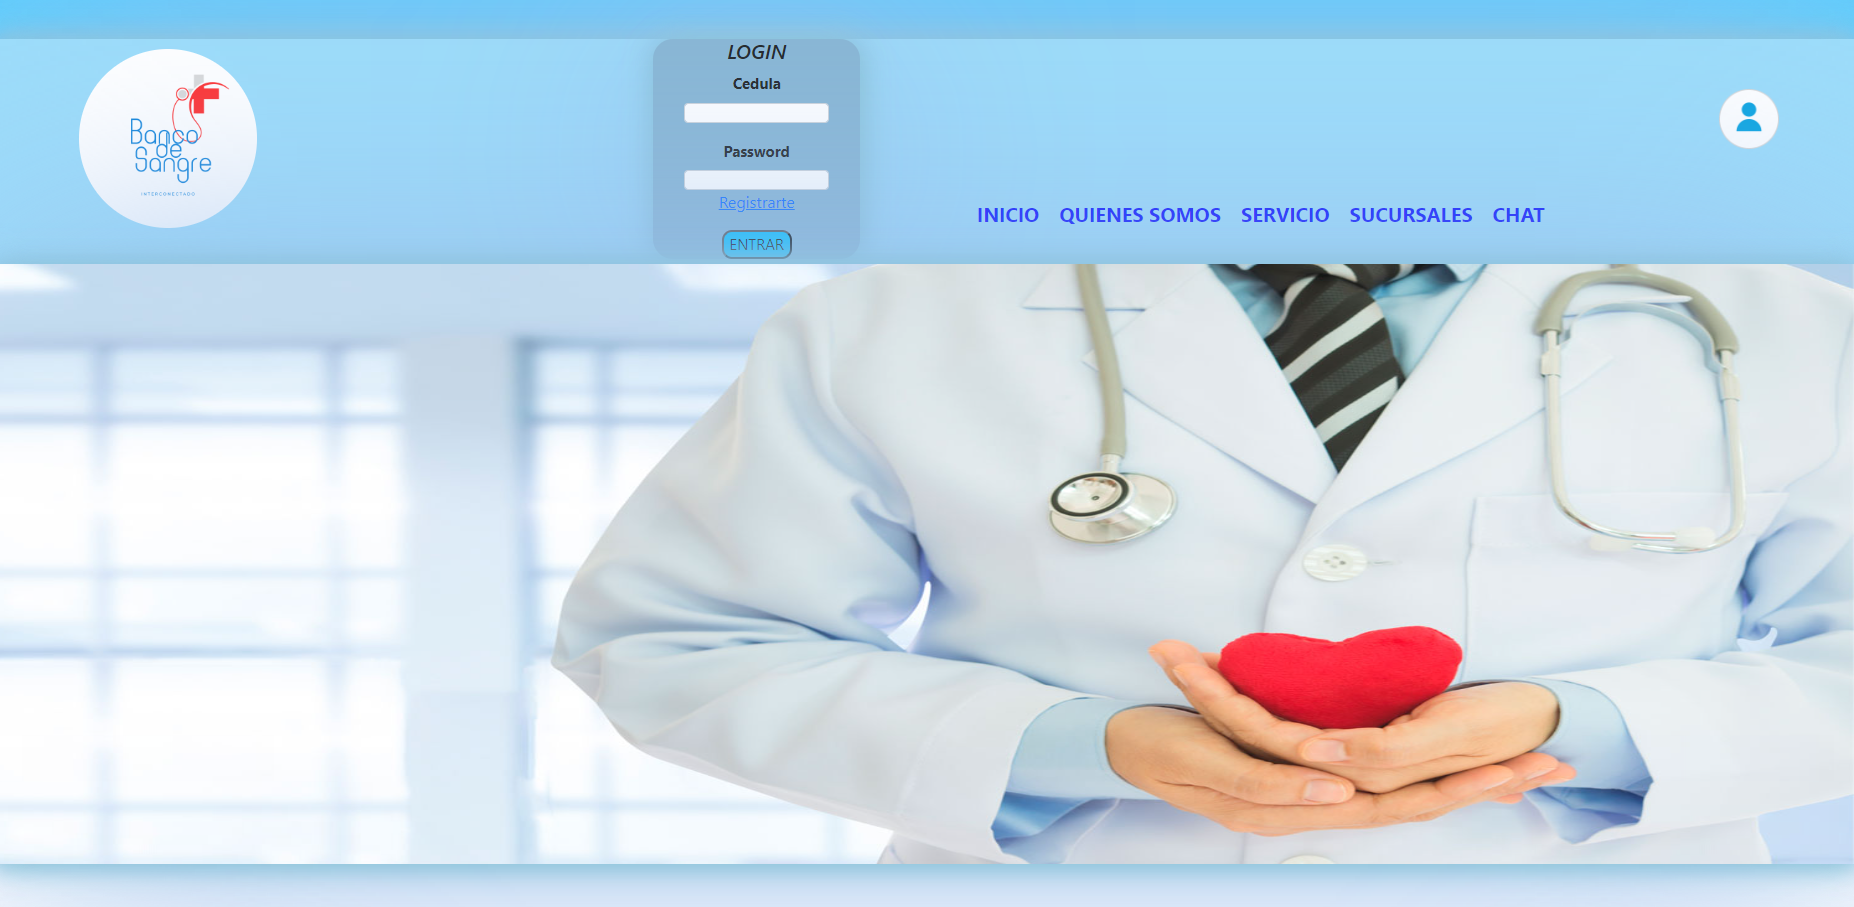 Banco
de
Sangre
INTERCONECTADO
LOGIN
Cedula
Password
Registrarte
ENTRAR
INICIO QUIENES SOMOS SERVICIO SUCURSALES CHAT